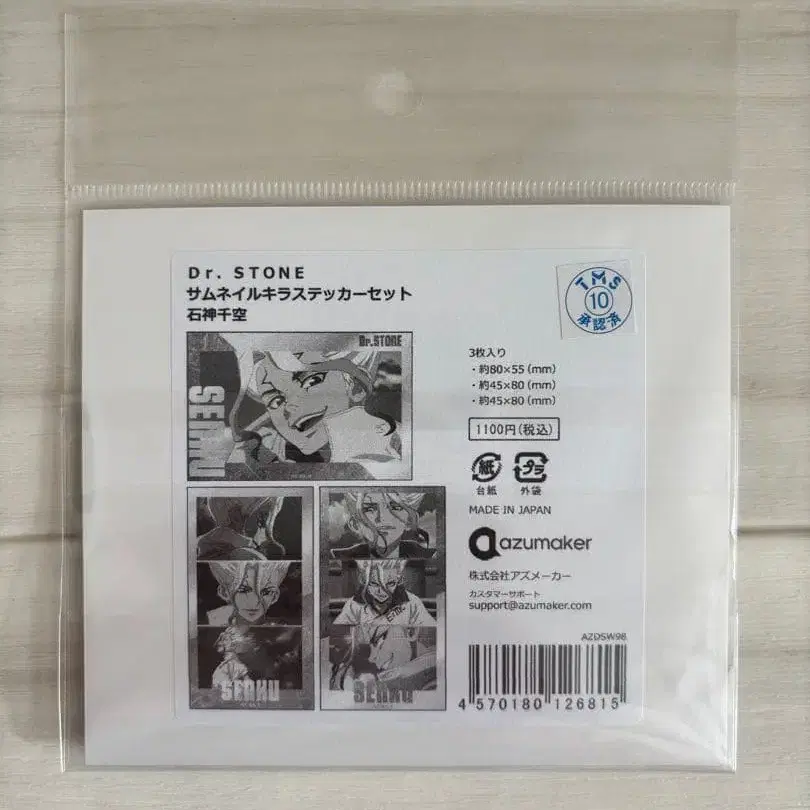 Dr. STONE
サムネイルキラステッカーセット
石神千空
TMS
10
承認済
Dr.STONE
SENKU
SENKU
SENKU
3枚入り
・約80×55(mm)
・約45×80(mm)
・約45×80(mm)
1100円(税込)
紙
プラ
台紙
外袋
MADE IN JAPAN
azumaker
株式会社アズメーカー
カスタマーサポート
support@azumaker.com
AZDSW98
4 570180 126815